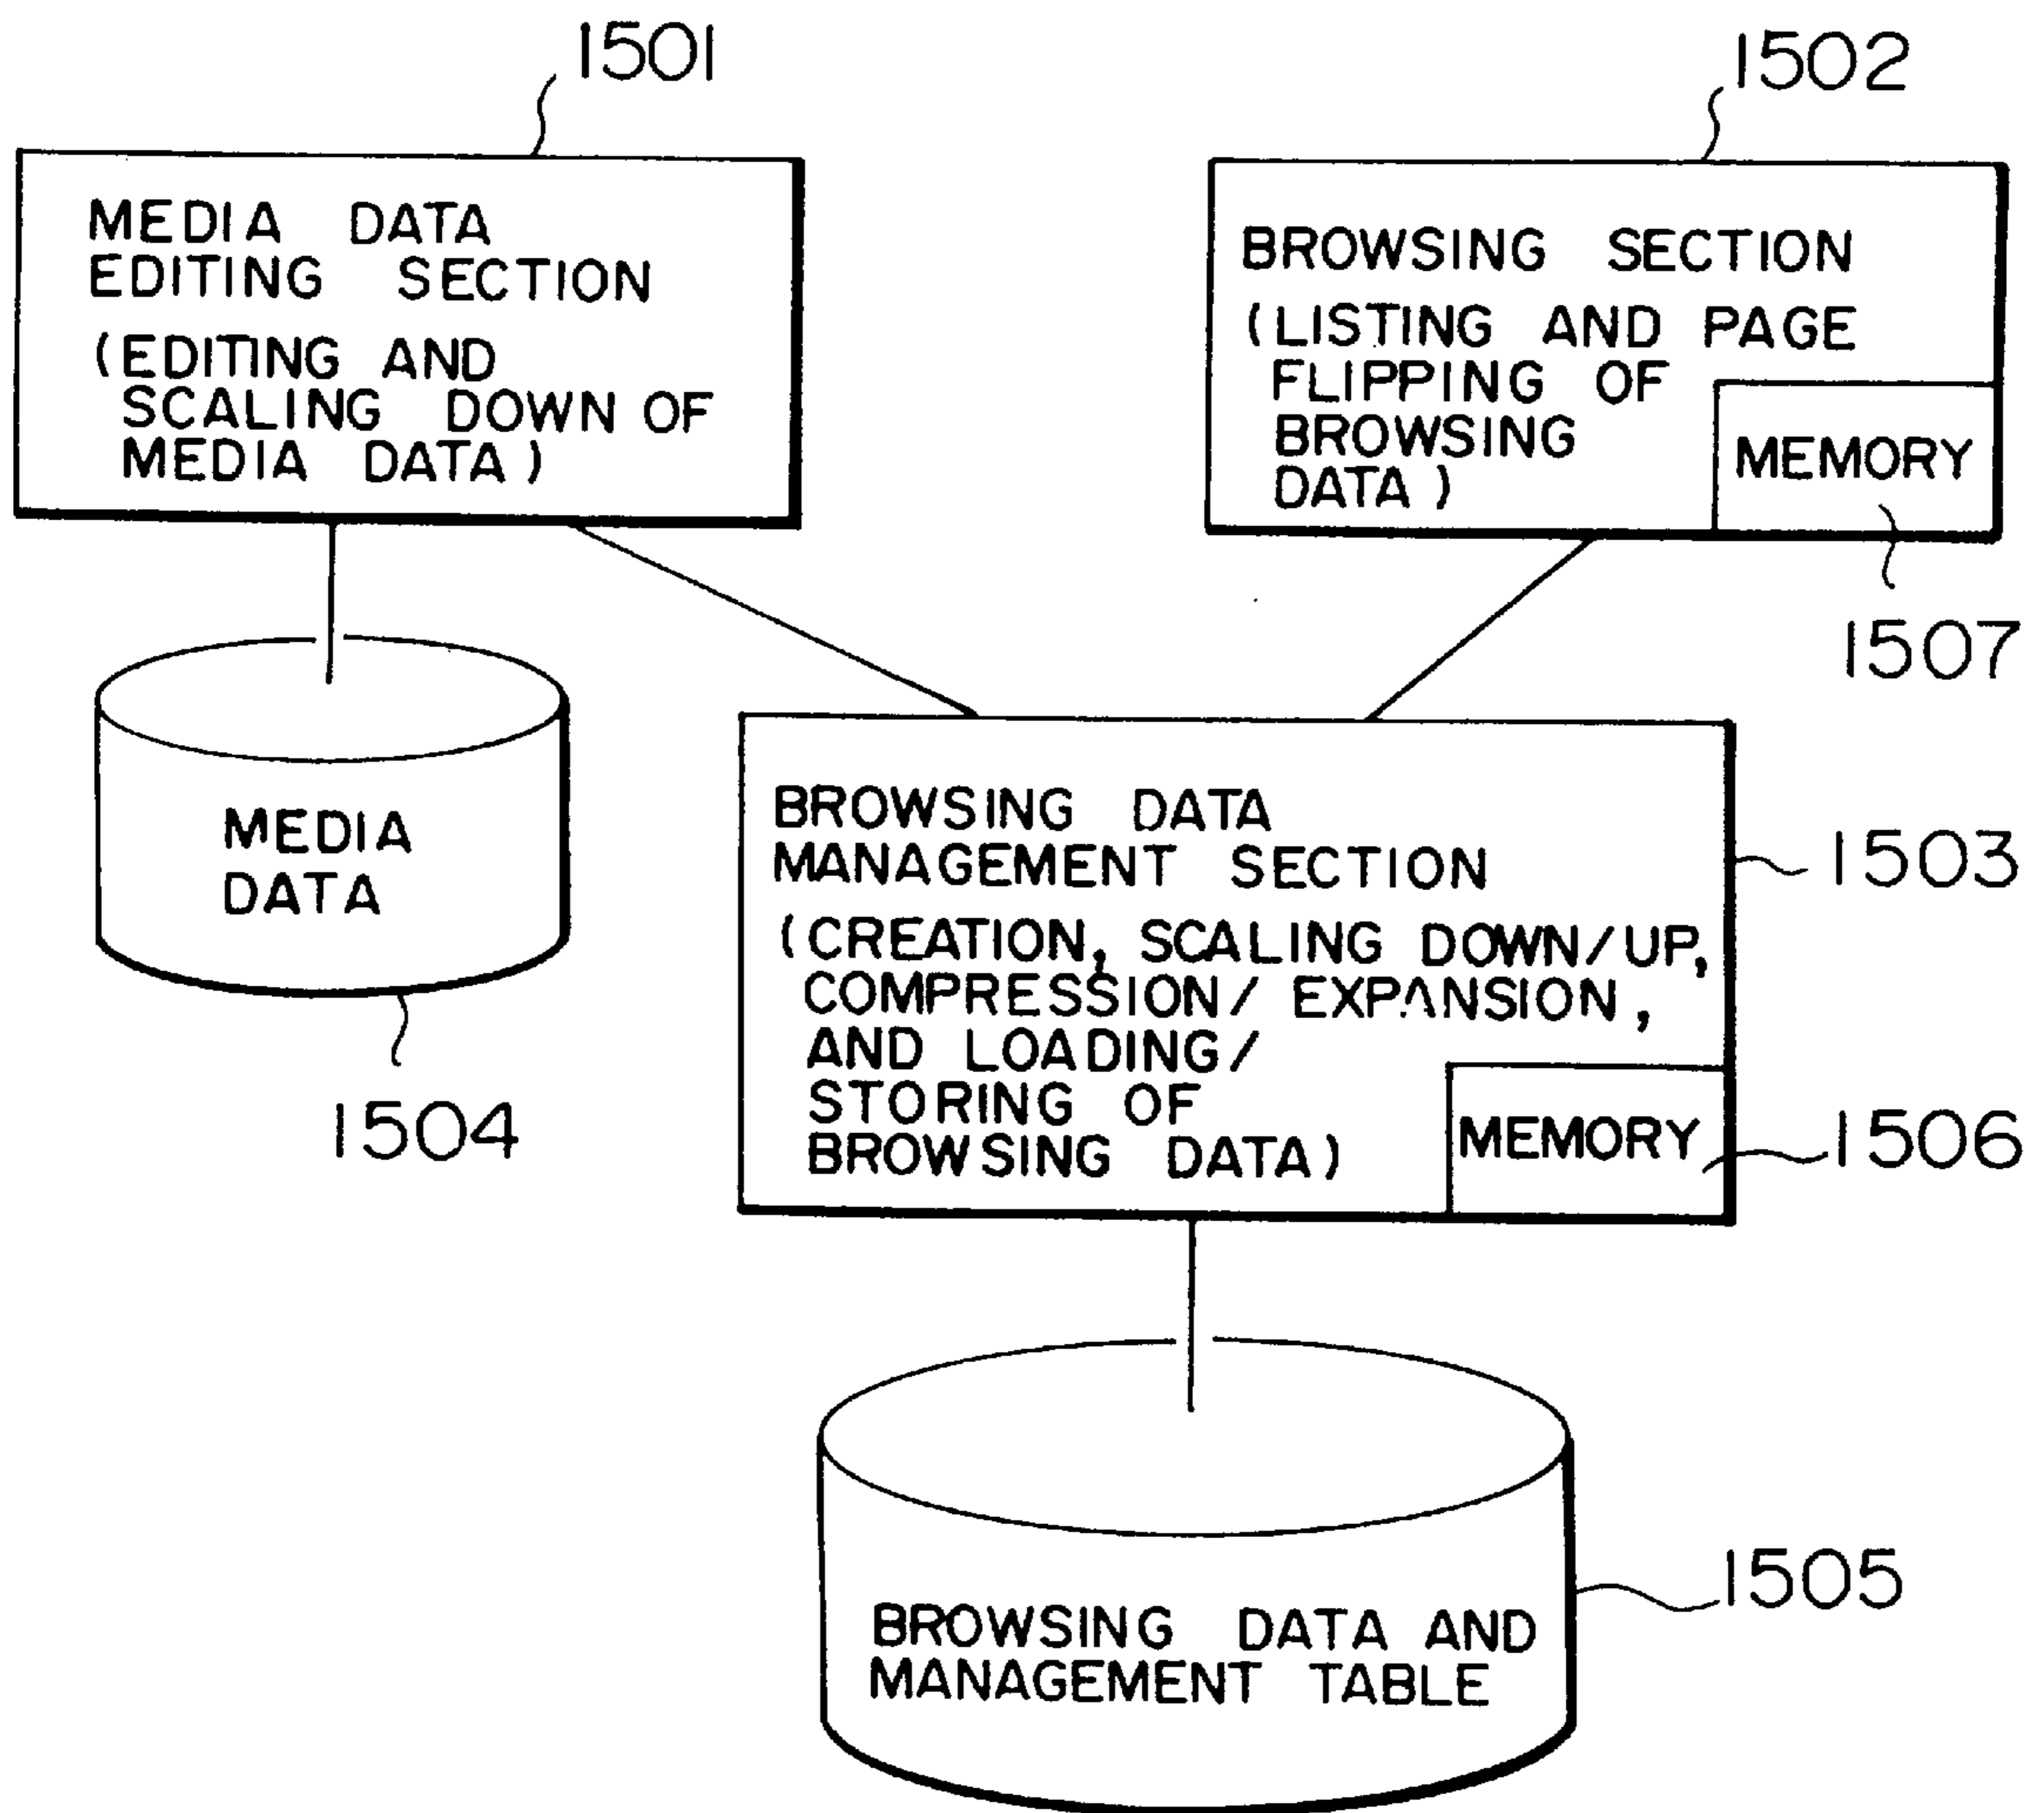 1501
MEDIA DATA
EDITING SECTION
(EDITING AND
SCALING DOWN OF
MEDIA DATA)
1502
BROWSING SECTION
(LISTING AND PAGE
FLIPPING OF
BROWSING
DATA)
MEMORY
1507
MEDIA
DATA
1504
BROWSING DATA
MANAGEMENT SECTION
(CREATION, SCALING DOWN/UP,
COMPRESSION/ EXPANSION,
AND LOADING/
STORING OF
BROWSING DATA)
1503
MEMORY
1506
BROWSING DATA AND
MANAGEMENT TABLE
1505